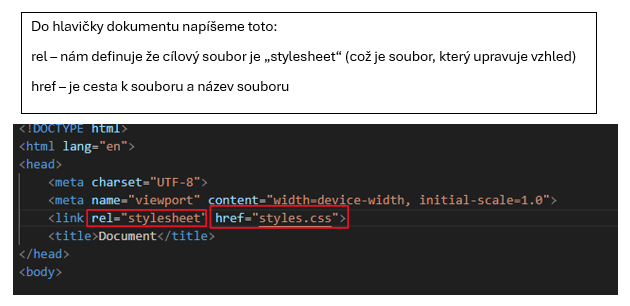 Do hlavičky dokumentu napíšeme toto:
rel – nám definuje že cílový soubor je „stylesheet“ (což je soubor, který upravuje vzhled)
href – je cesta k souboru a název souboru
<!DOCTYPE html>
<html lang="en">
<head>
    <meta charset="UTF-8">
    <meta name="viewport" content="width=device-width, initial-scale=1.0">
    <link rel="stylesheet" href="styles.css">
    <title>Document</title>
</head>
<body>